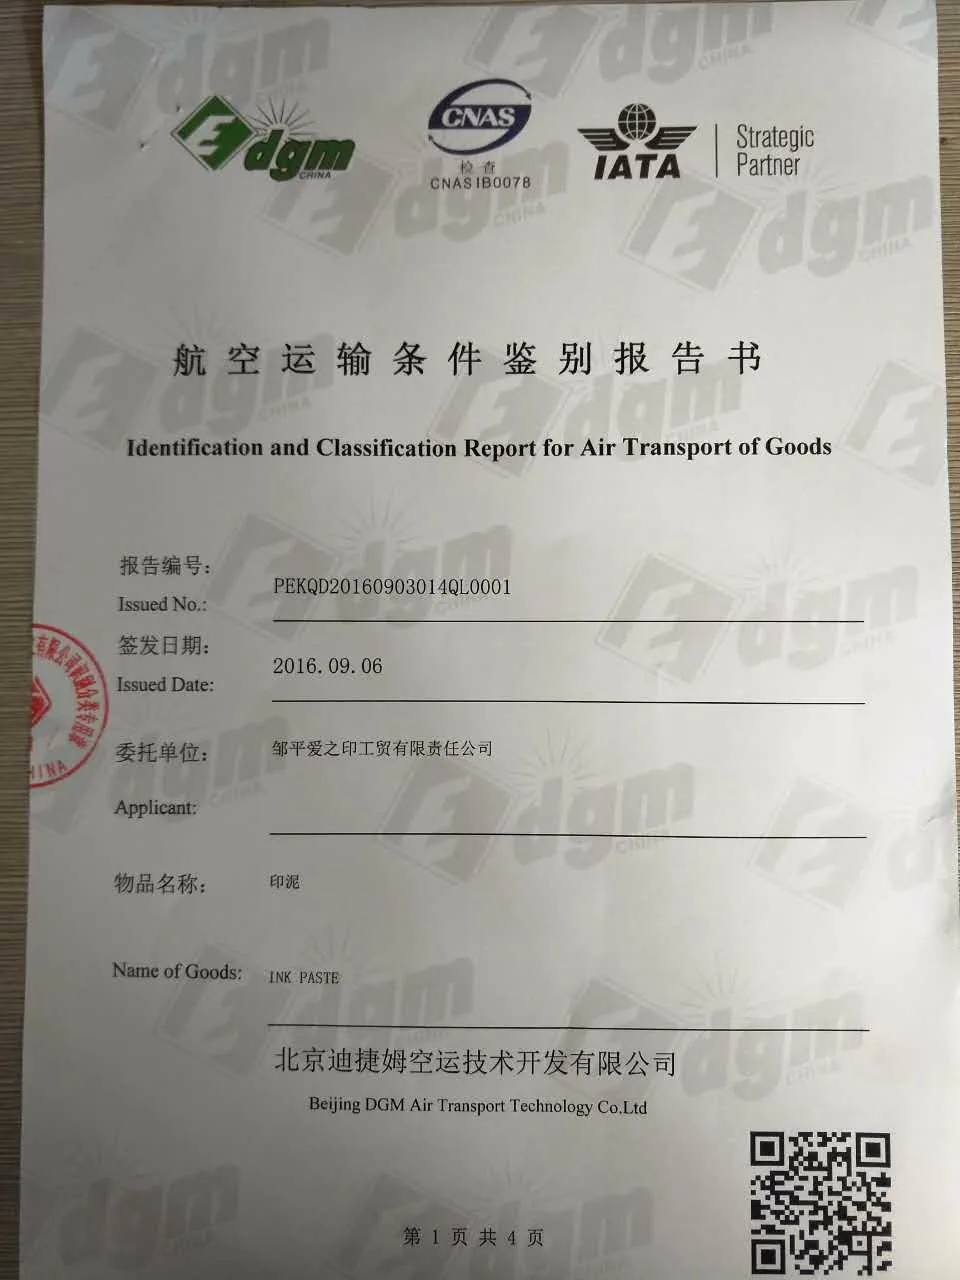 dgm
CHINA
CNAS
检查
CNAS IB0078
IATA
Strategic
Partner
航空运输条件鉴别报告书
Identification and Classification Report for Air Transport of Goods
报告编号：
Issued No.:
PEKQD20160903014QL0001
签发日期：
Issued Date:
2016.09.06
委托单位：
邹平爱之印工贸有限责任公司
Applicant:
物品名称：
印泥
Name of Goods:
INK PASTE
北京迪捷姆空运技术开发有限公司
Beijing DGM Air Transport Technology Co.Ltd
第 1 页 共 4 页